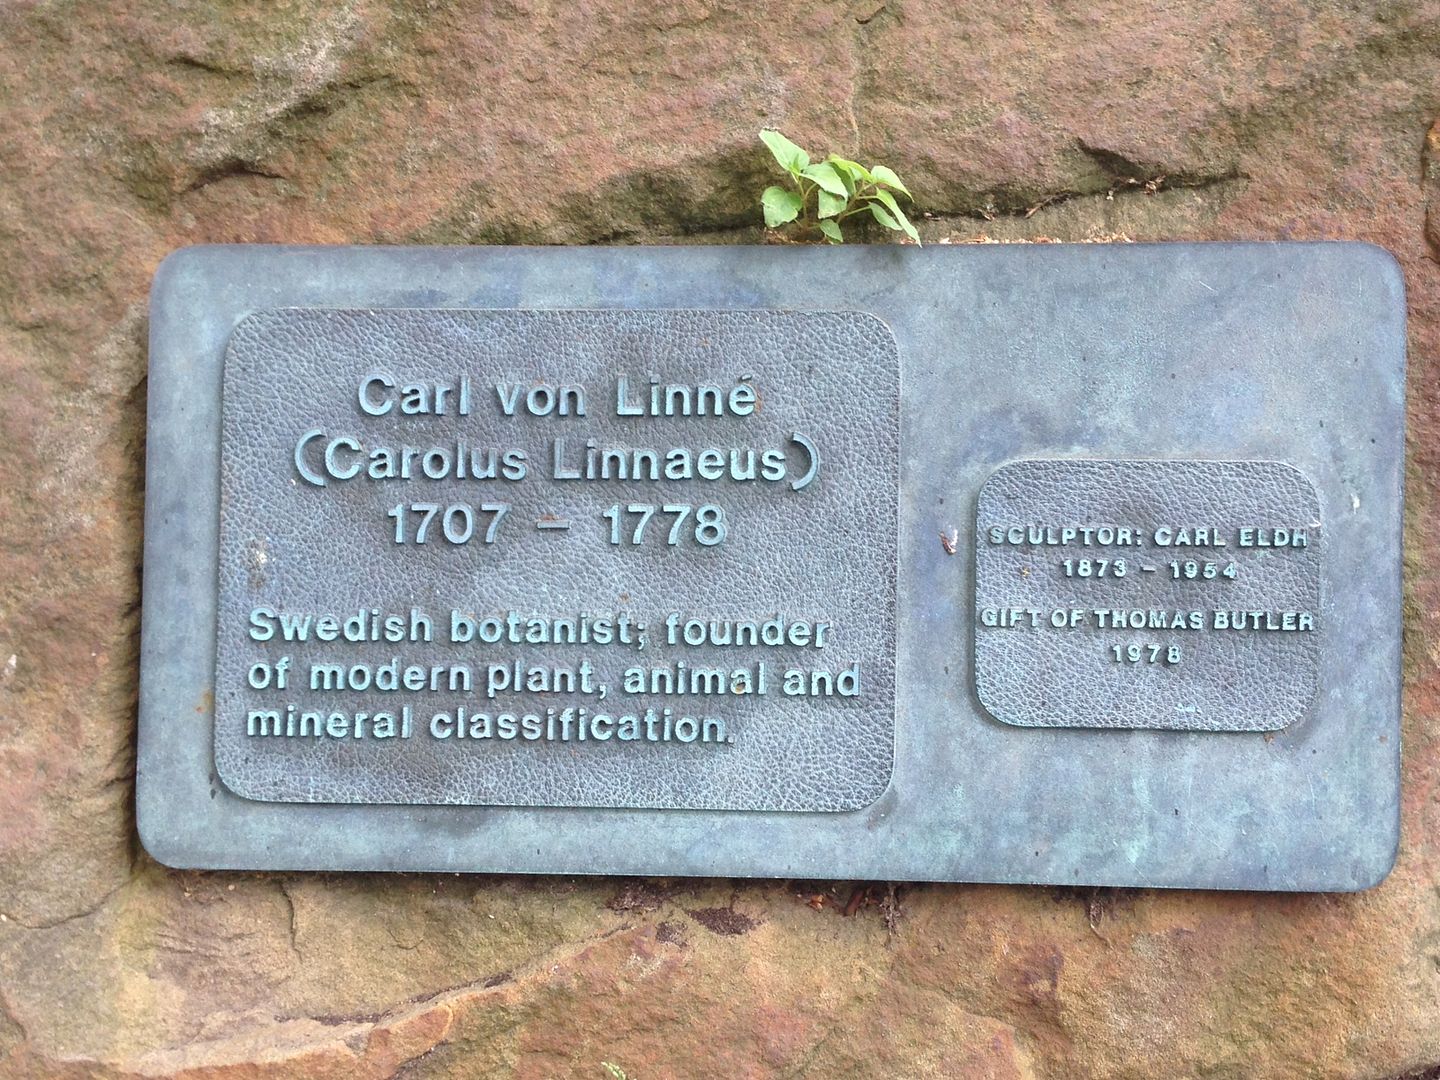 Carl von Linné
(Carolus Linnaeus)
1707 – 1778
Swedish botanist; founder
of modern plant, animal and
mineral classification.
SCULPTOR: CARL ELDH
1873 – 1954
GIFT OF THOMAS BUTLER
1978